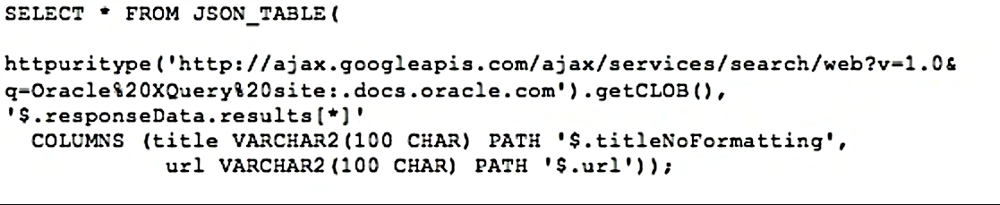 SELECT * FROM JSON_TABLE(
httpuritype('http://ajax.googleapis.com/ajax/services/search/web?v=1.0&
q=Oracle%20XQuery%20site:.docs.oracle.com').getCLOB(),
'$.responseData.results[*]'
COLUMNS (title VARCHAR2(100 CHAR) PATH '$.titleNoFormatting',
url VARCHAR2(100 CHAR) PATH '$.url'));